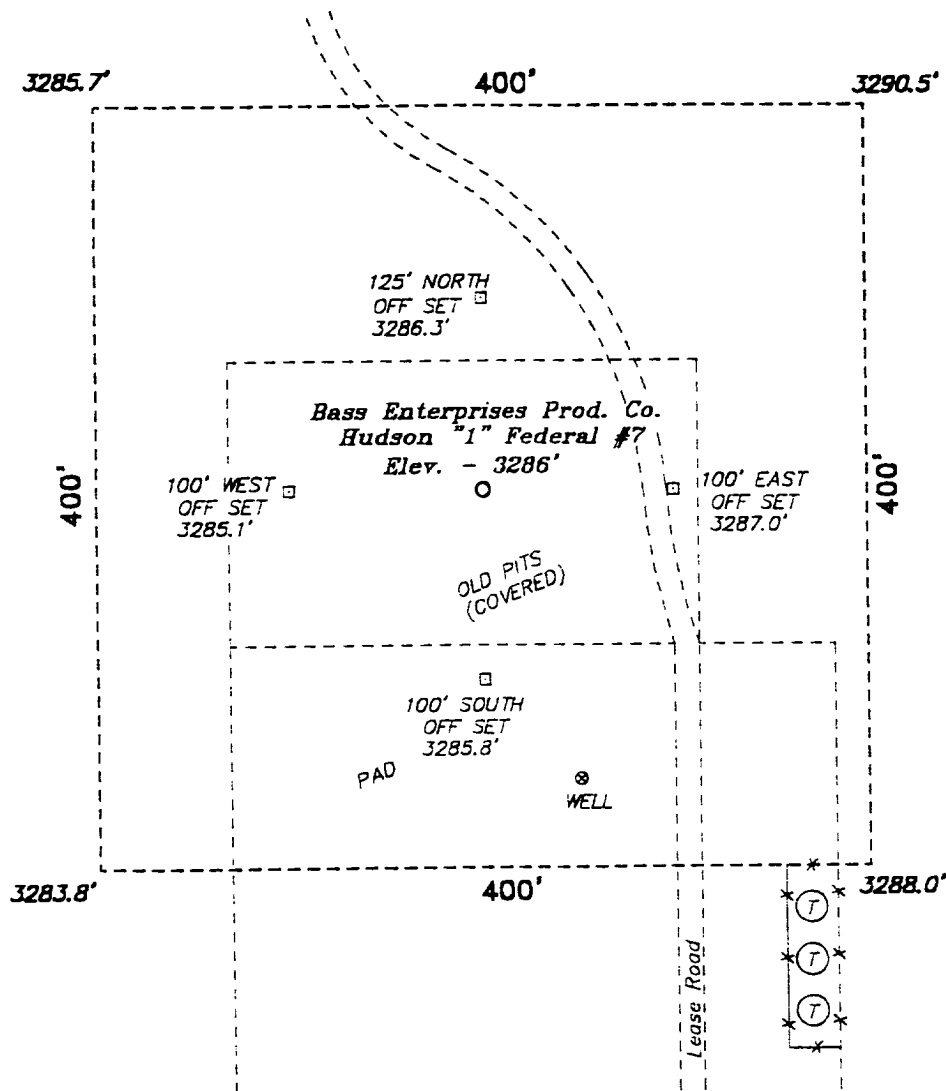 3285.7'
400'
3290.5'
125' NORTH
OFF SET
3286.3'
Bass Enterprises Prod. Co.
Hudson "1" Federal #7
Elev. - 3286'
400'
100' WEST
OFF SET
3285.1'
100' EAST
OFF SET
3287.0'
400'
OLD PITS
(COVERED)
100' SOUTH
OFF SET
3285.8'
PAD
WELL
3283.8'
400'
3288.0'
T
T
T
Lease Road